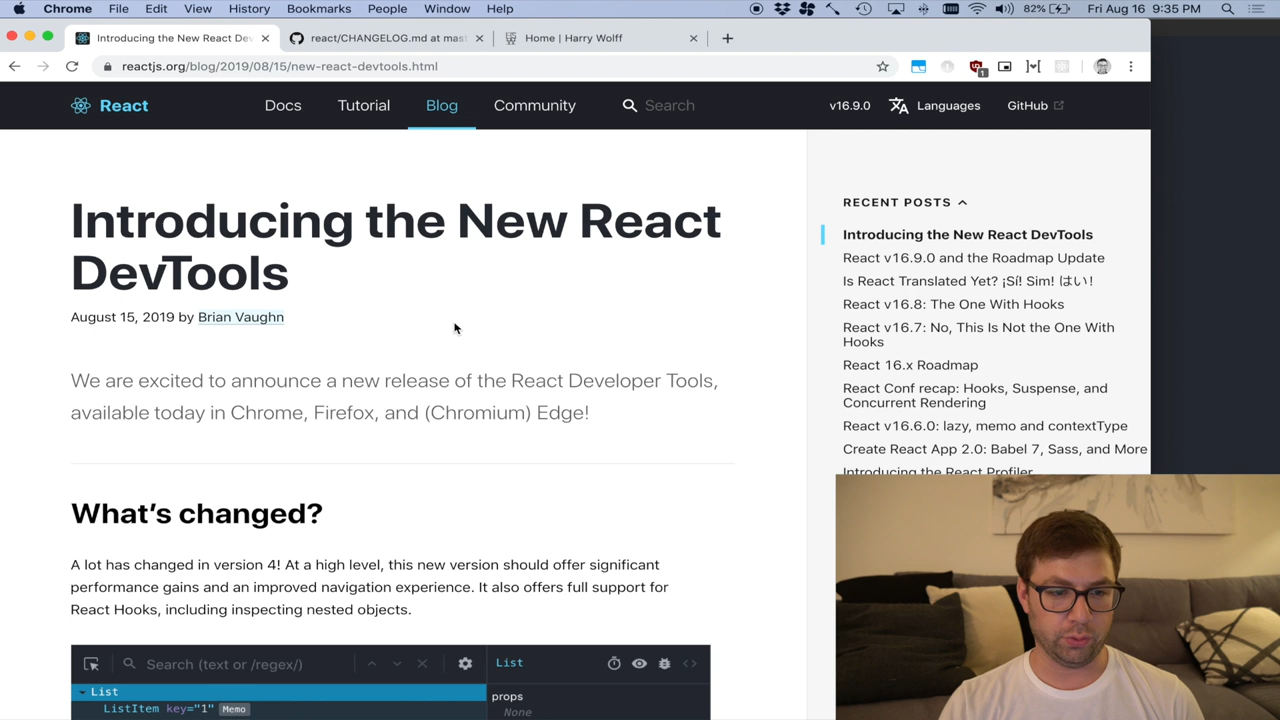 Chrome File Edit View History Bookmarks People Window Help 82% Fri Aug 16 9:35 PM
Introducing the New React Dev
react/CHANGELOG.md at mast
Home | Harry Wolff
reactjs.org/blog/2019/08/15/new-react-devtools.html
1
React Docs Tutorial Blog Community Search v16.9.0 Languages GitHub
Introducing the New React
DevTools
August 15, 2019 by Brian Vaughn
We are excited to announce a new release of the React Developer Tools,
available today in Chrome, Firefox, and (Chromium) Edge!
What’s changed?
A lot has changed in version 4! At a high level, this new version should offer significant
performance gains and an improved navigation experience. It also offers full support for
React Hooks, including inspecting nested objects.
Search (text or /regex/)
List
List
ListItem key="1" Memo
props
None
RECENT POSTS
Introducing the New React DevTools
React v16.9.0 and the Roadmap Update
Is React Translated Yet? ¡Sí! Sim! はい!
React v16.8: The One With Hooks
React v16.7: No, This Is Not the One With
Hooks
React 16.x Roadmap
React Conf recap: Hooks, Suspense, and
Concurrent Rendering
React v16.6.0: lazy, memo and contextType
Create React App 2.0: Babel 7, Sass, and More
Introducing the React Profiler